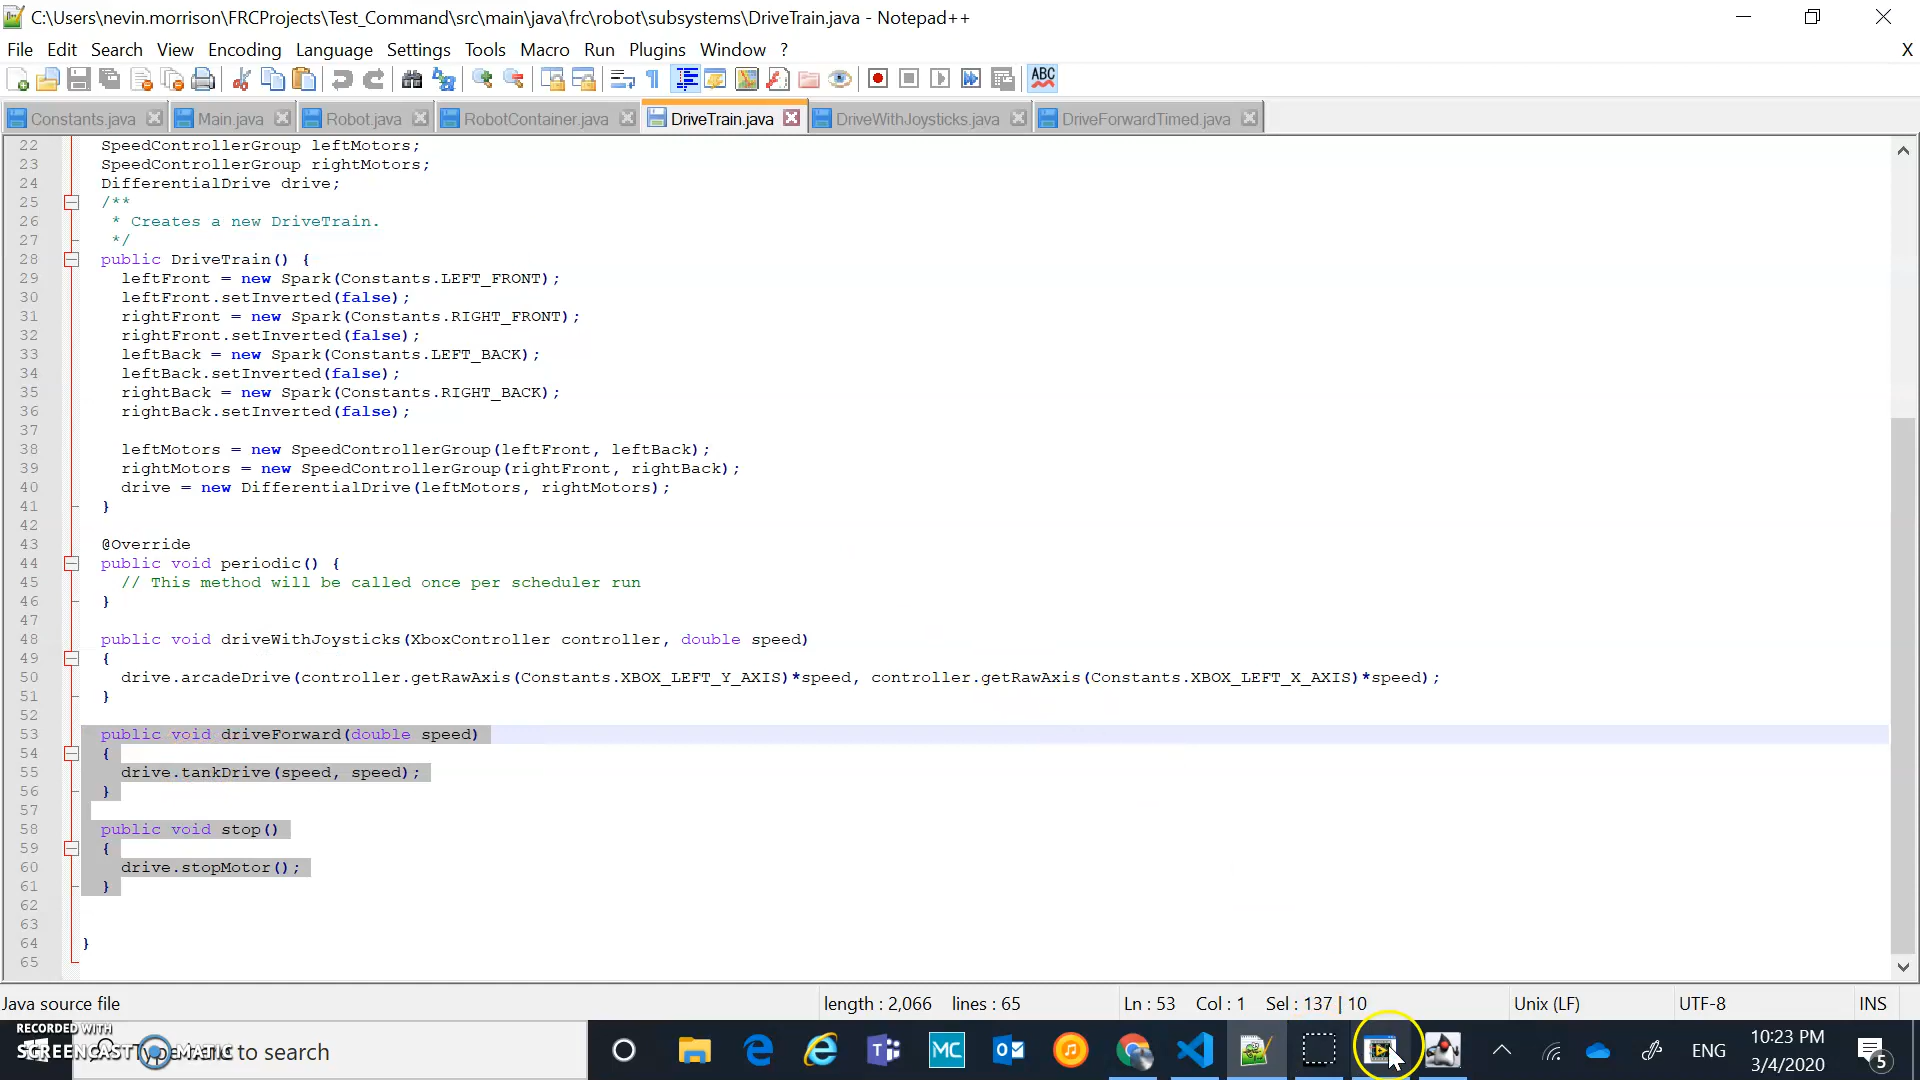 C:\Users\nevin.morrison\FRCProjects\Test_Command\src\main\java\frc\robot\subsystems\DriveTrain.java - Notepad++
File Edit Search View Encoding Language Settings Tools Macro Run Plugins Window ? X
ABC
Constants.java Main.java Robot.java RobotContainer.java DriveTrain.java DriveWithJoysticks.java DriveForwardTimed.java
22 SpeedControllerGroup leftMotors;
23 SpeedControllerGroup rightMotors;
24 DifferentialDrive drive;
25 /**
26 * Creates a new DriveTrain.
27 */
28 public DriveTrain() {
29 leftFront = new Spark(Constants.LEFT_FRONT);
30 leftFront.setInverted(false);
31 rightFront = new Spark(Constants.RIGHT_FRONT);
32 rightFront.setInverted(false);
33 leftBack = new Spark(Constants.LEFT_BACK);
34 leftBack.setInverted(false);
35 rightBack = new Spark(Constants.RIGHT_BACK);
36 rightBack.setInverted(false);
37
38 leftMotors = new SpeedControllerGroup(leftFront, leftBack);
39 rightMotors = new SpeedControllerGroup(rightFront, rightBack);
40 drive = new DifferentialDrive(leftMotors, rightMotors);
41 }
42
43 @Override
44 public void periodic() {
45 // This method will be called once per scheduler run
46 }
47
48 public void driveWithJoysticks(XboxController controller, double speed)
49 {
50 drive.arcadeDrive(controller.getRawAxis(Constants.XBOX_LEFT_Y_AXIS)*speed, controller.getRawAxis(Constants.XBOX_LEFT_X_AXIS)*speed);
51 }
52
53 public void driveForward(double speed)
54 {
55 drive.tankDrive(speed, speed);
56 }
57
58 public void stop()
59 {
60 drive.stopMotor();
61 }
62
63
64 }
65
Java source file length : 2,066 lines : 65 Ln : 53 Col : 1 Sel : 137 | 10 Unix (LF) UTF-8 INS
RECORDED WITH
SCREENCAST MATIC
Type here to search
MC
ENG
10:23 PM
3/4/2020
5